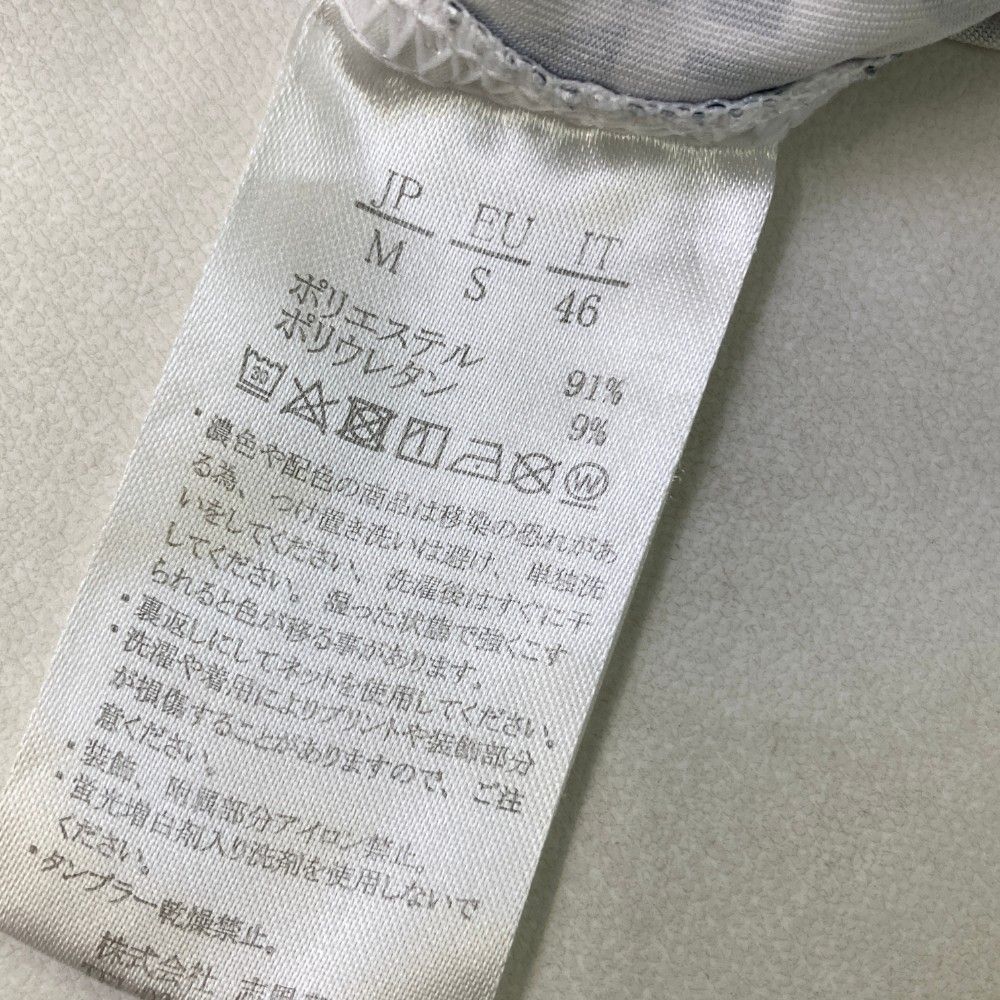 JP EU IT
M S 46
ポリエステル 91%
ポリウレタン 9%
30
W
・濃色や配色の商品は移染の恐れがあ
る為、つけ置き洗いは避け、単独洗
いをしてください、洗濯後はすぐに干
してください。湿った状態で強くこす
られると色が移る事があります。
・裏返しにしてネットを使用してください。
洗濯や着用によりプリントや装飾部分
が損傷することがありますので、ご注
意ください。
・装飾、附顧部分アイロン禁止。
・蛍光増白剤入り洗剤を使用しないで
ください。
・タンブラー乾燥禁止。
株式会社